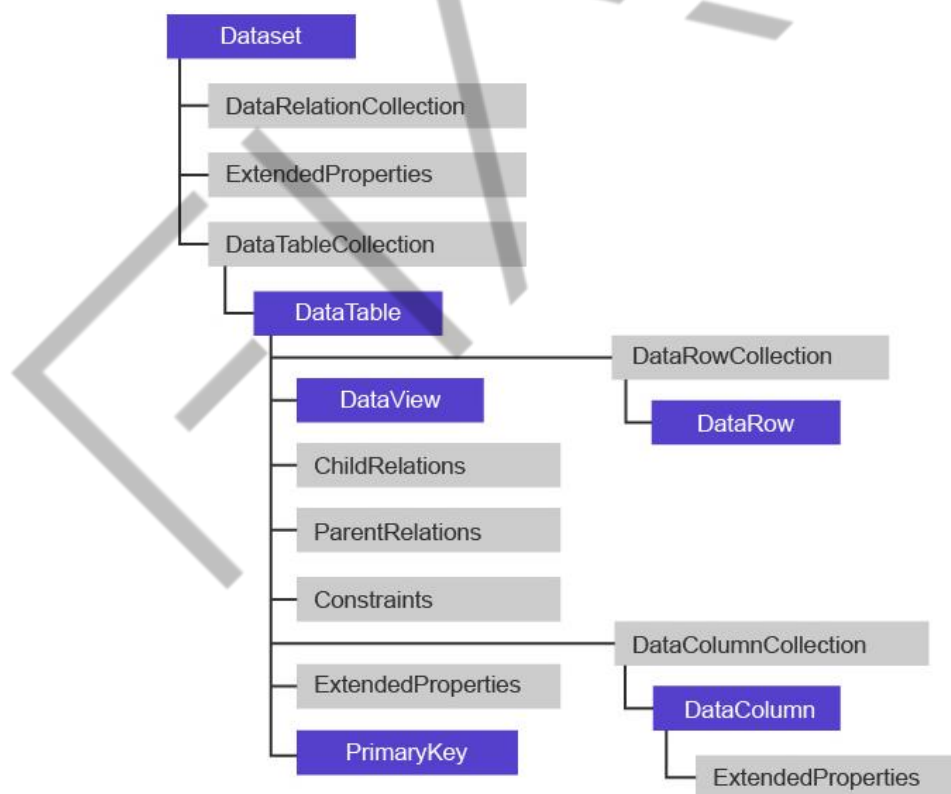 Dataset
DataRelationCollection
ExtendedProperties
DataTableCollection
DataTable
DataRowCollection
DataView
DataRow
ChildRelations
ParentRelations
Constraints
DataColumnCollection
ExtendedProperties
DataColumn
PrimaryKey
ExtendedProperties